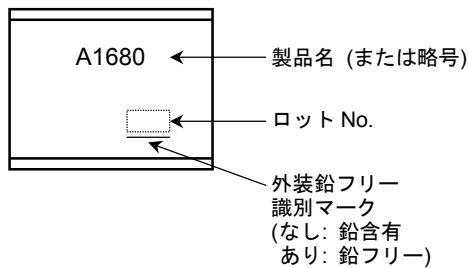 A1680
製品名 (または略号)
ロット No.
外装鉛フリー
識別マーク
(なし: 鉛含有
あり: 鉛フリー)